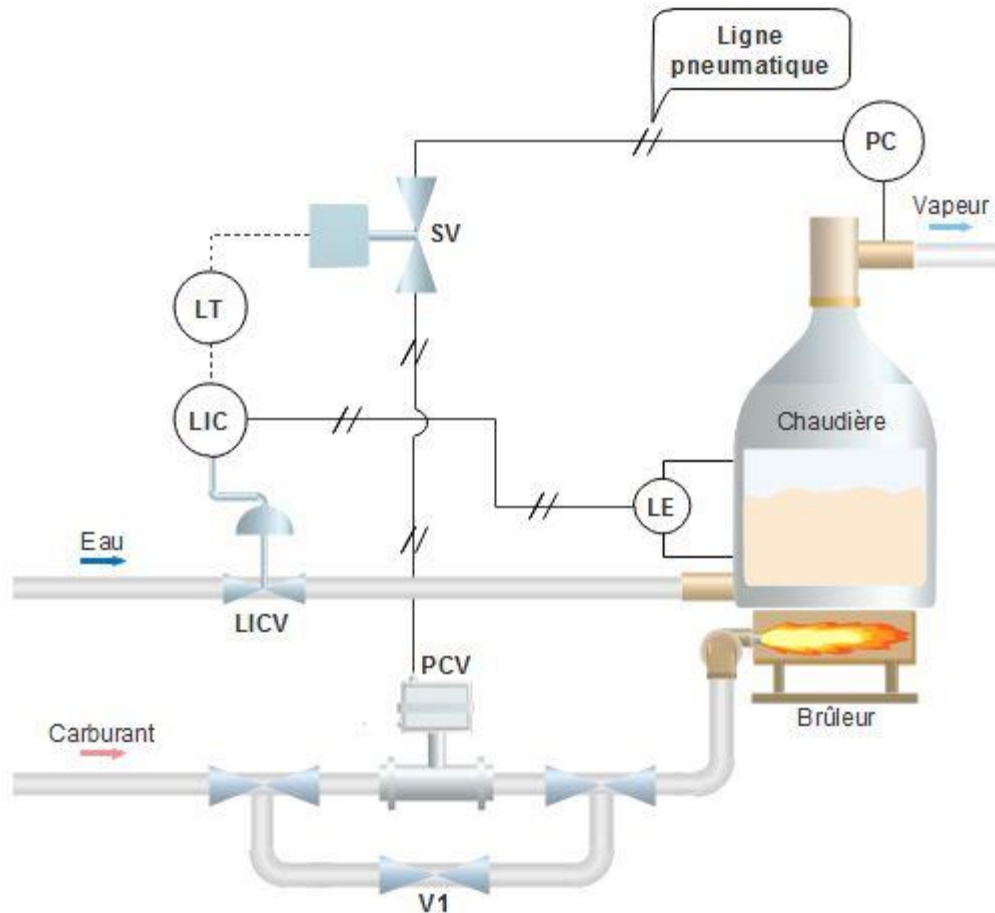 Ligne
pneumatique
PC
Vapeur
SV
LT
LIC
Chaudière
LE
Eau
LICV
PCV
Brûleur
Carburant
V1